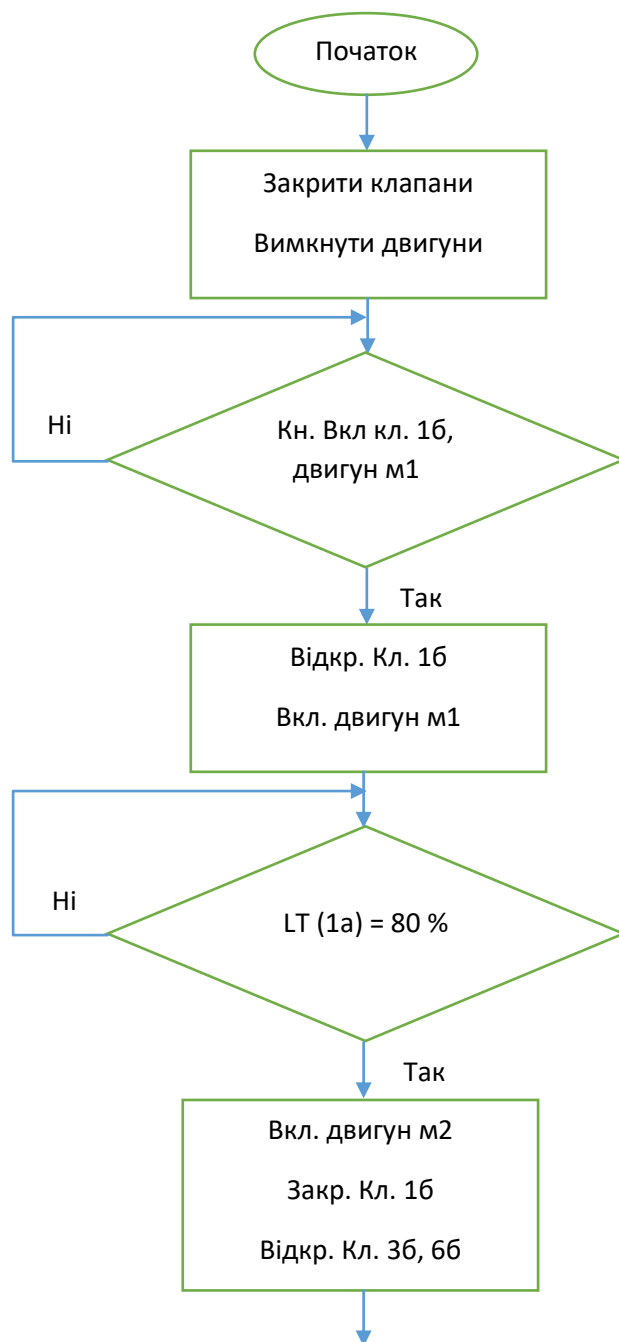 Початок
Закрити клапани
Вимкнути двигуни
Ні
Кн. Вкл кл. 1б,
двигун м1
Так
Відкр. Кл. 1б
Вкл. двигун м1
Ні
LT (1а) = 80 %
Так
Вкл. двигун м2
Закр. Кл. 1б
Відкр. Кл. 3б, 6б